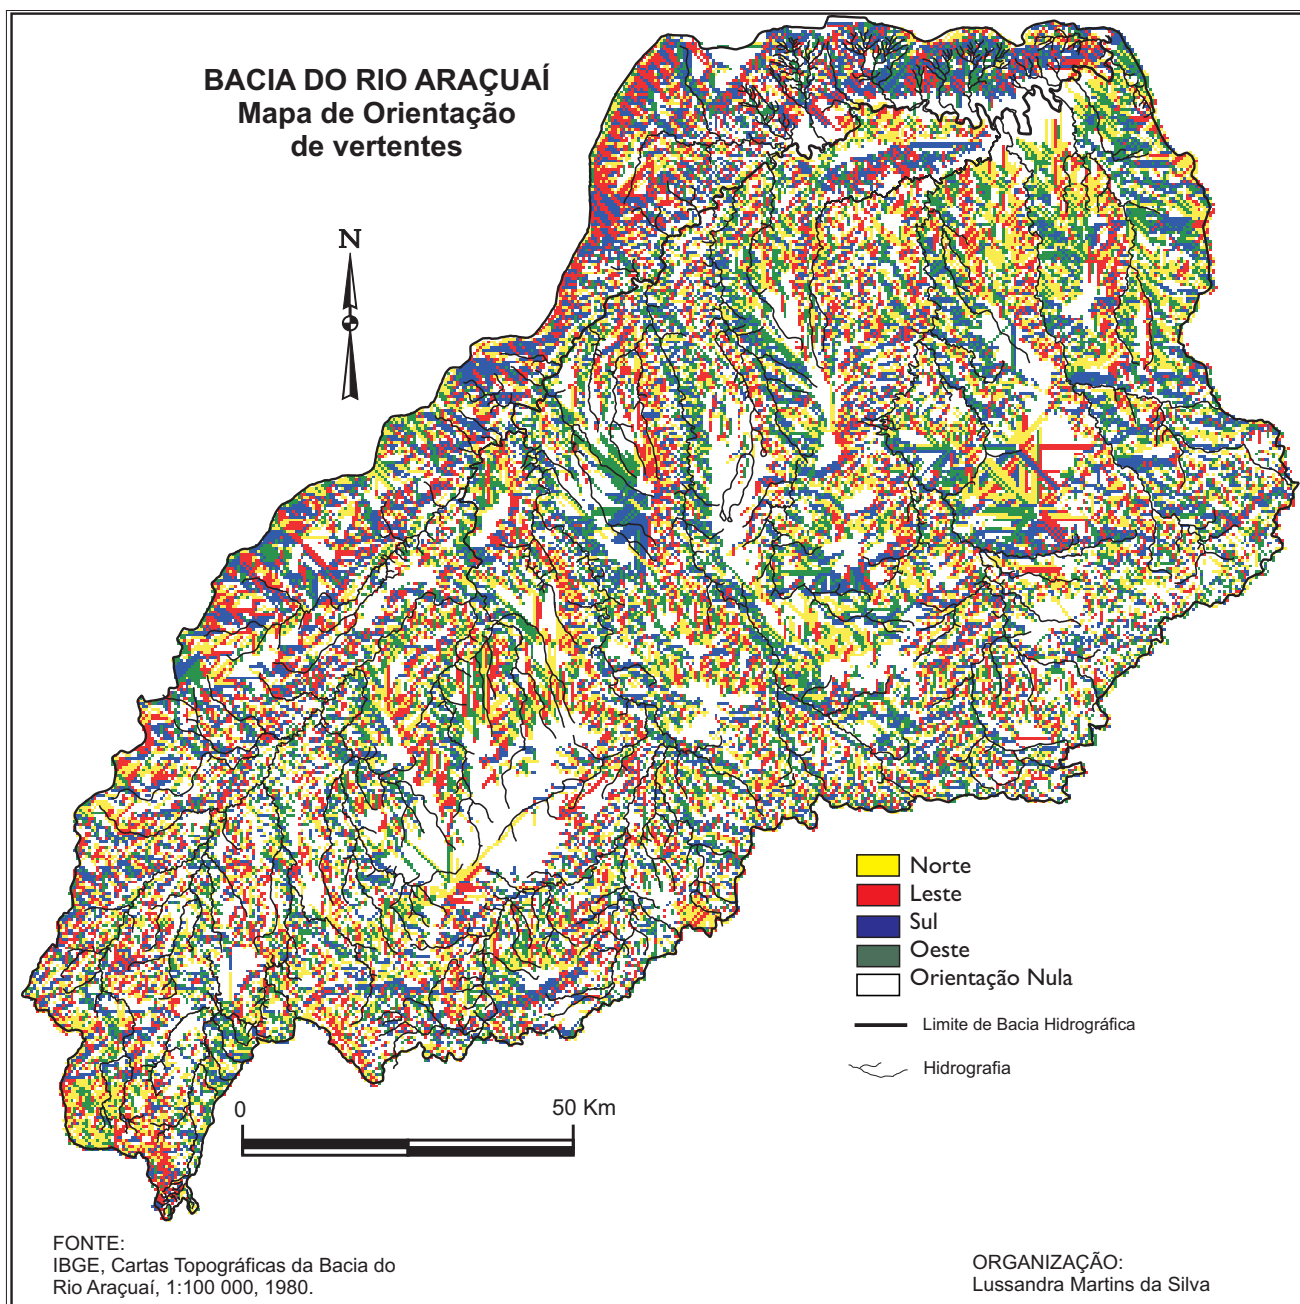 BACIA DO RIO ARAÇUAÍ
Mapa de Orientação
de vertentes
N
Norte
Leste
Sul
Oeste
Orientação Nula
Limite de Bacia Hidrográfica
Hidrografia
0
50 Km
FONTE:
IBGE, Cartas Topográficas da Bacia do
Rio Araçuaí, 1:100 000, 1980.
ORGANIZAÇÃO:
Lussandra Martins da Silva